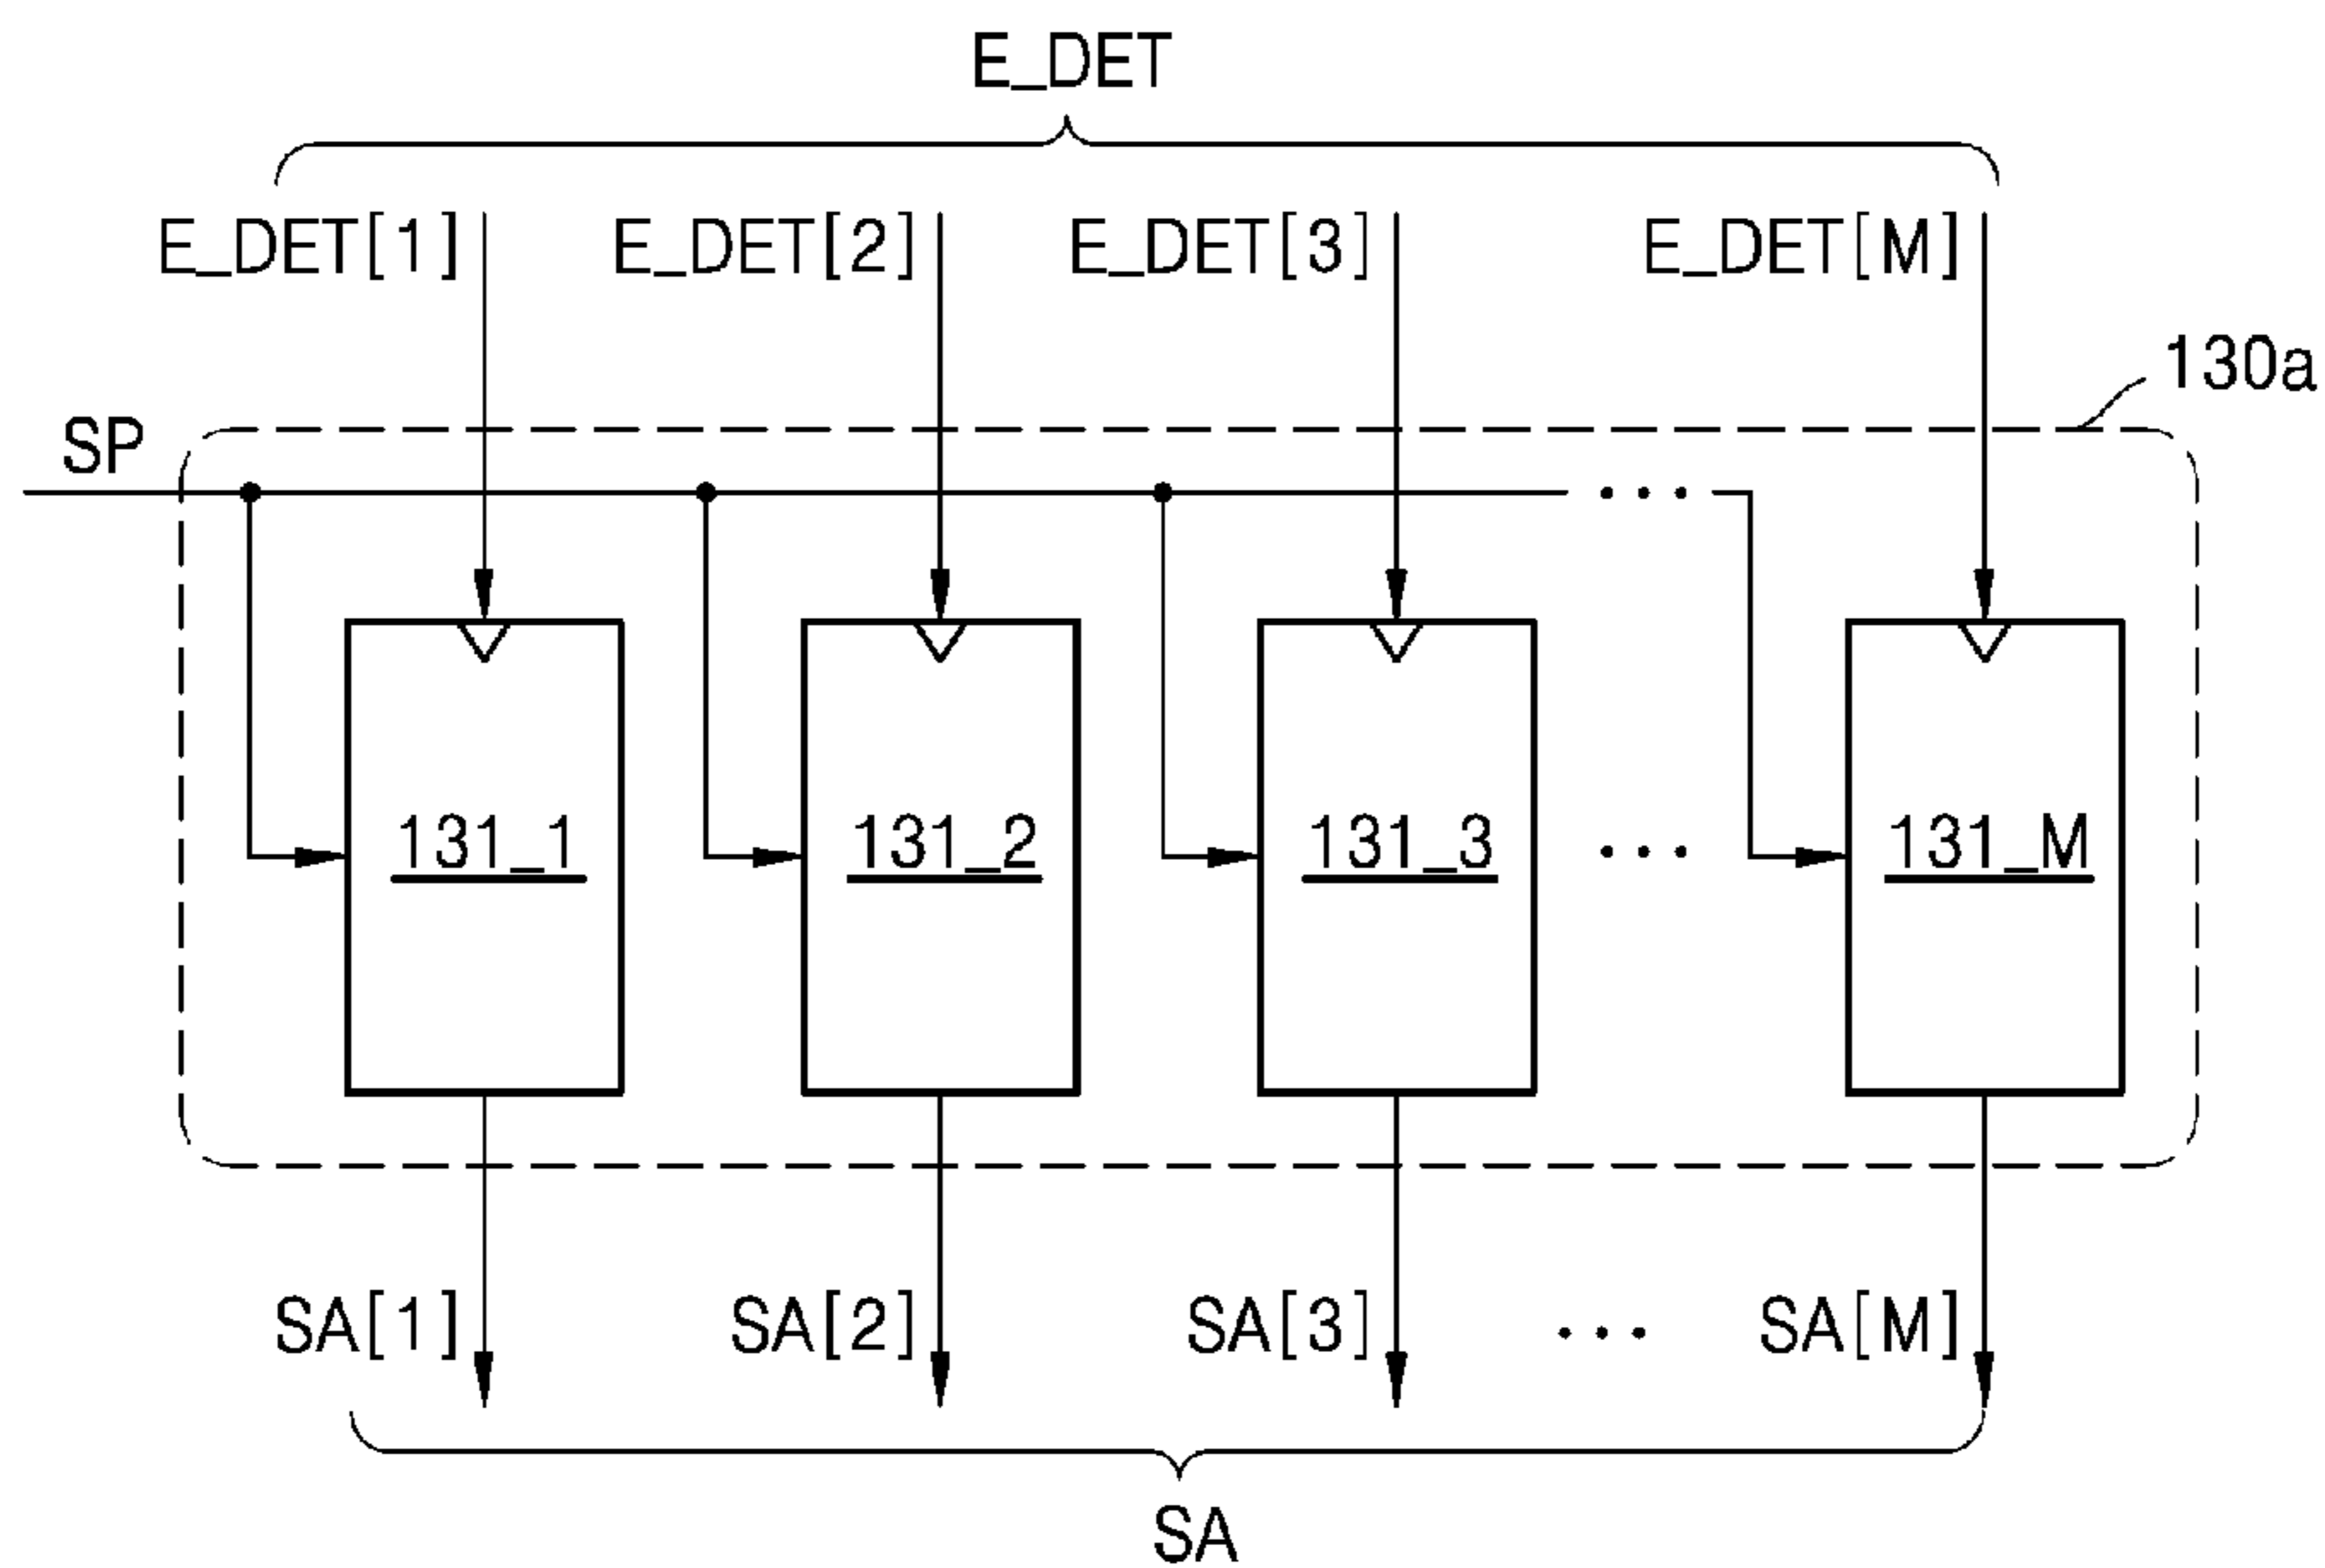 E_DET
E_DET[1] E_DET[2] E_DET[3] E_DET[M]
130a
SP
...
131_1 131_2 131_3 ... 131_M
SA[1] SA[2] SA[3] ... SA[M]
SA